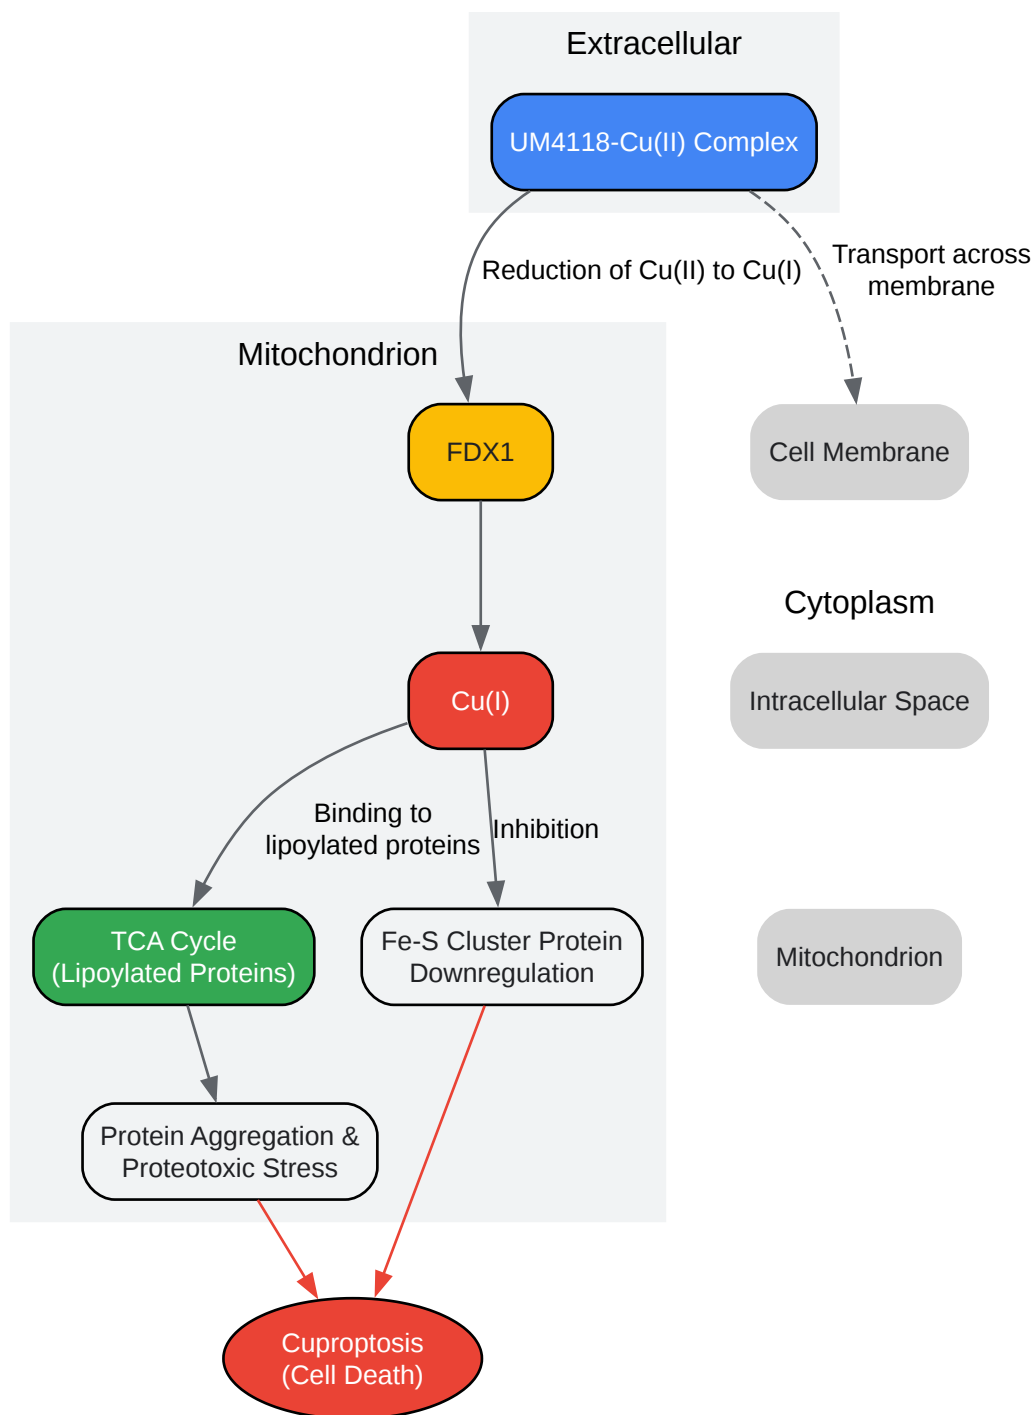 Extracellular
UM4118-Cu(II) Complex
Reduction of Cu(II) to Cu(I)
Transport across
membrane
Mitochondrion
FDX1
Cell Membrane
Cytoplasm
Cu(I)
Intracellular Space
Binding to
lipoylated proteins
Inhibition
TCA Cycle
(Lipoylated Proteins)
Fe-S Cluster Protein
Downregulation
Mitochondrion
Protein Aggregation &
Proteotoxic Stress
Cuproptosis
(Cell Death)